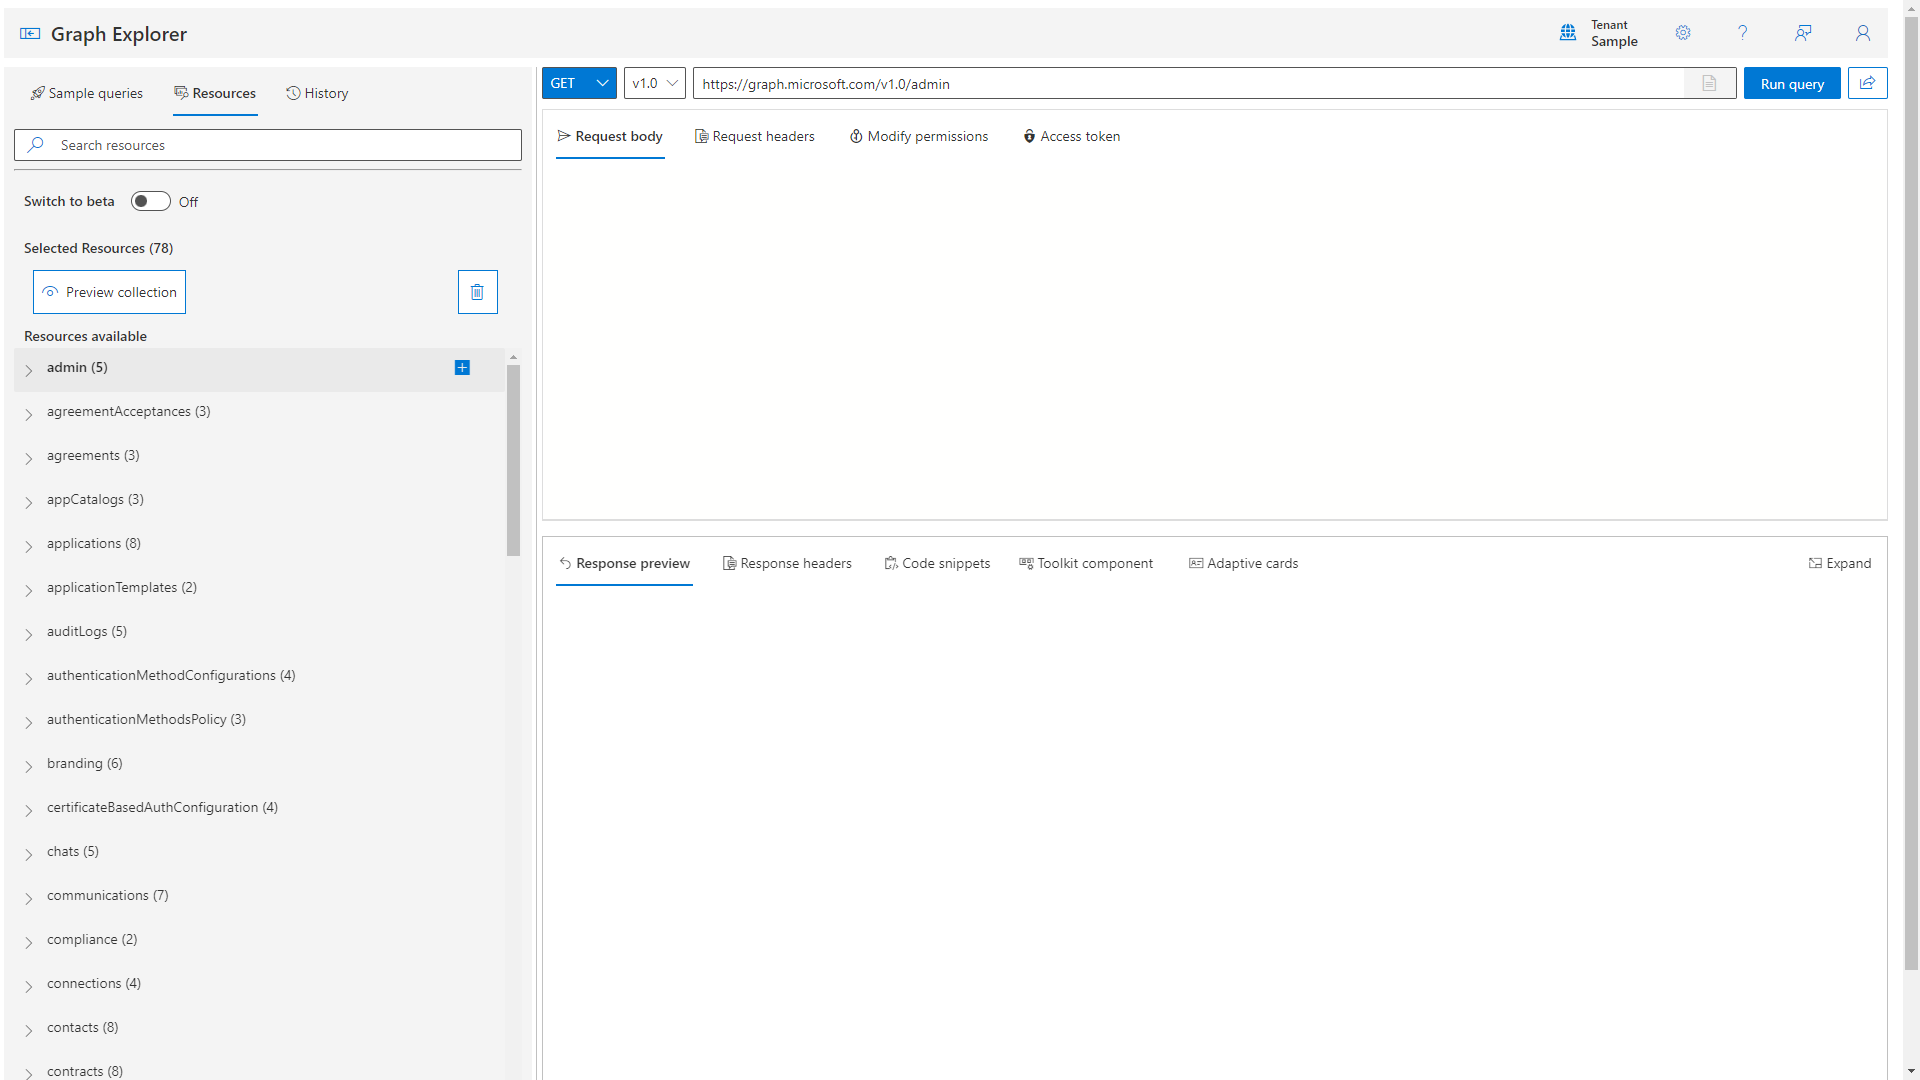 Graph Explorer
Tenant
Sample
Sample queries
Resources
History
Search resources
Switch to beta
Off
Selected Resources (78)
Preview collection
Resources available
admin (5)
agreementAcceptances (3)
agreements (3)
appCatalogs (3)
applications (8)
applicationTemplates (2)
auditLogs (5)
authenticationMethodConfigurations (4)
authenticationMethodsPolicy (3)
branding (6)
certificateBasedAuthConfiguration (4)
chats (5)
communications (7)
compliance (2)
connections (4)
contacts (8)
contracts (8)
GET
v1.0
https://graph.microsoft.com/v1.0/admin
Run query
Request body
Request headers
Modify permissions
Access token
Response preview
Response headers
Code snippets
Toolkit component
Adaptive cards
Expand